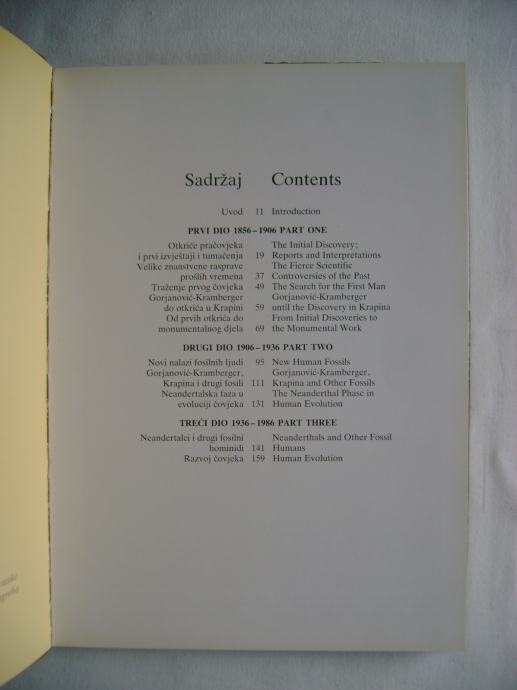 Sadržaj Contents
Uvod 11 Introduction
PRVI DIO 1856–1906 PART ONE
Otkriće pračovjeka The Initial Discovery;
i prvi izvještaji i tumačenja 19 Reports and Interpretations
Velike znanstvene rasprave The Fierce Scientific
prošlih vremena 37 Controversies of the Past
Traženje prvog čovjeka 49 The Search for the First Man
Gorjanović-Kramberger Gorjanović-Kramberger
do otkrića u Krapini 59 until the Discovery in Krapina
Od prvih otkrića do From Initial Discoveries to
monumentalnog djela 69 the Monumental Work
DRUGI DIO 1906–1936 PART TWO
Novi nalazi fosilnih ljudi 95 New Human Fossils
Gorjanović-Kramberger, Gorjanović-Kramberger,
Krapina i drugi fosili 111 Krapina and Other Fossils
Neandertalska faza u The Neanderthal Phase in
evoluciji čovjeka 131 Human Evolution
TREĆI DIO 1936–1986 PART THREE
Neandertalci i drugi fosilni Neanderthals and Other Fossil
hominidi 141 Humans
Razvoj čovjeka 159 Human Evolution